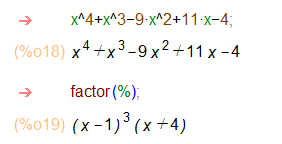 → x^4+x^3-9·x^2+11·x-4;
(%o18) x⁴+x³-9x²+11x-4
→ factor(%);
(%o19) (x-1)³(x+4)